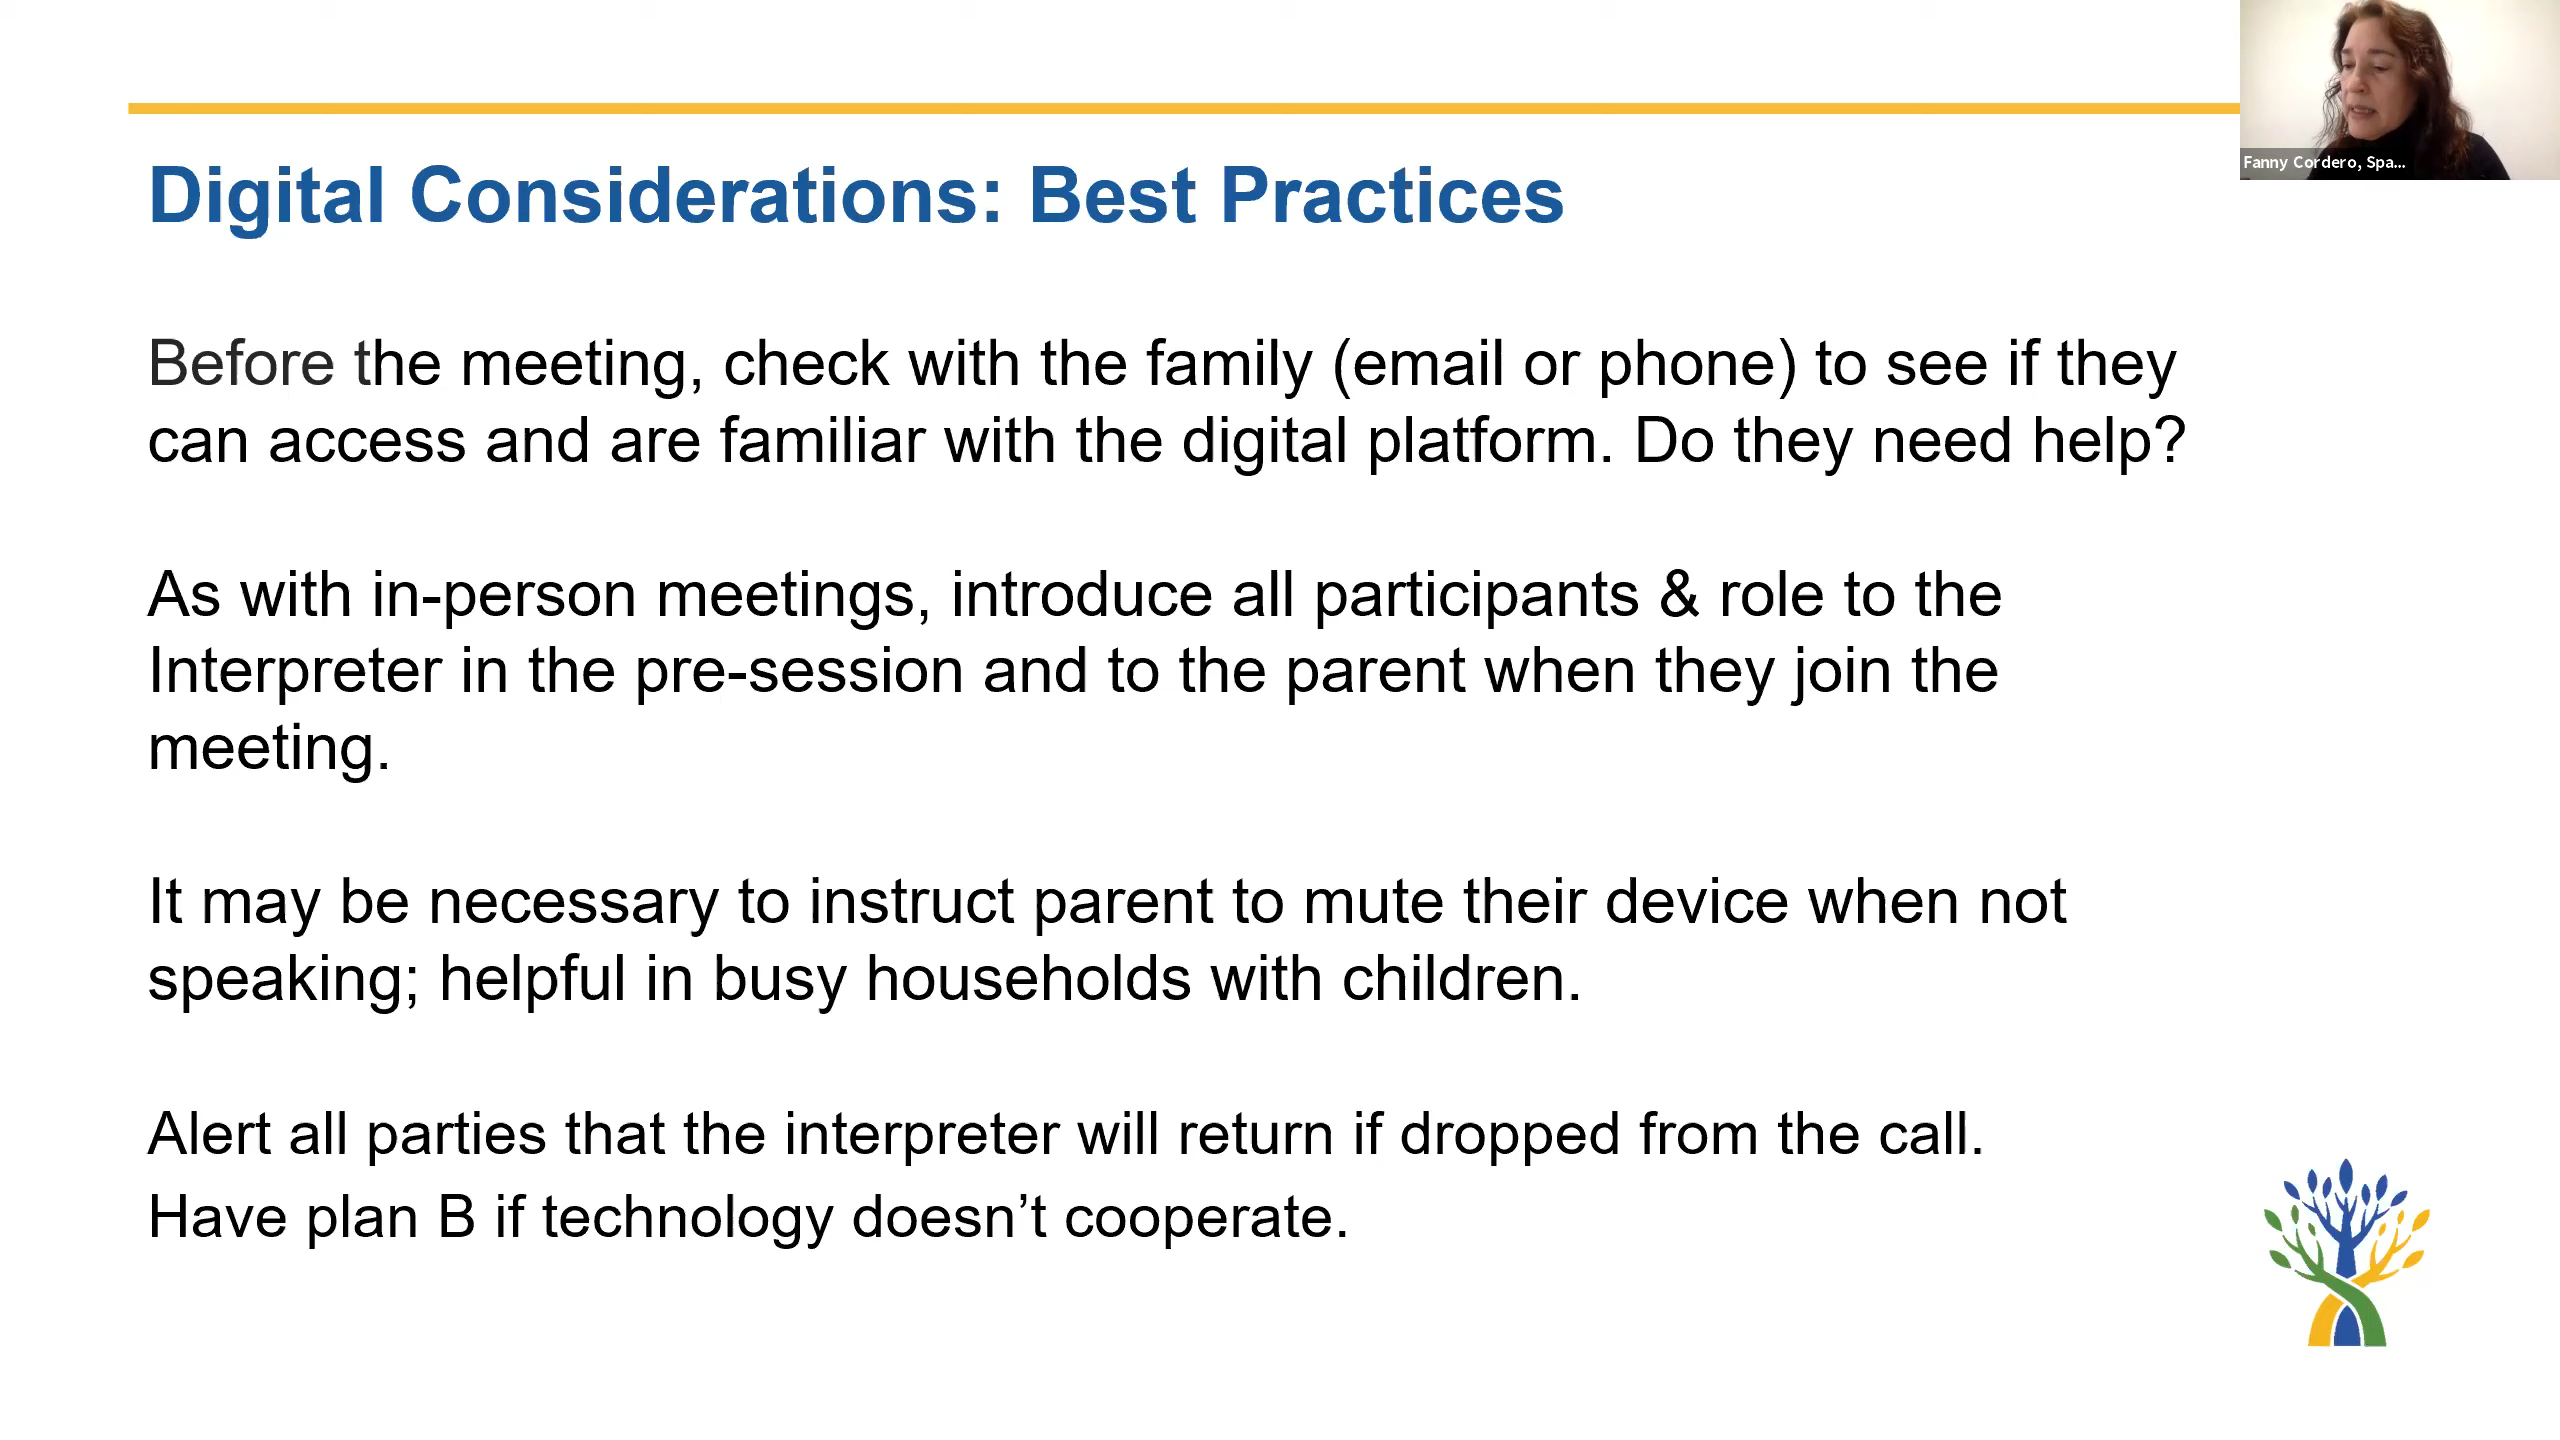 Fanny Cordero, Spa...
Digital Considerations: Best Practices
Before the meeting, check with the family (email or phone) to see if they
can access and are familiar with the digital platform. Do they need help?
As with in-person meetings, introduce all participants & role to the
Interpreter in the pre-session and to the parent when they join the
meeting.
It may be necessary to instruct parent to mute their device when not
speaking; helpful in busy households with children.
Alert all parties that the interpreter will return if dropped from the call.
Have plan B if technology doesn’t cooperate.